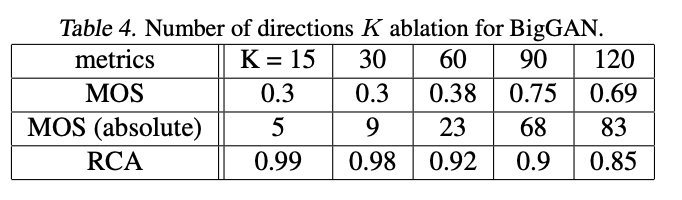 Table 4. Number of directions K ablation for BigGAN.
metrics K = 15 30 60 90 120
MOS 0.3 0.3 0.38 0.75 0.69
MOS (absolute) 5 9 23 68 83
RCA 0.99 0.98 0.92 0.9 0.85